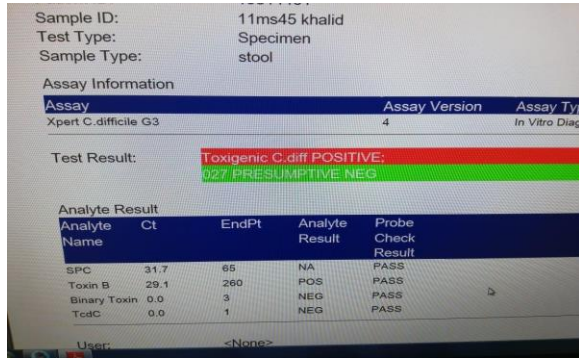 Sample ID: 11ms45 khalid
Test Type: Specimen
Sample Type: stool
Assay Information
Assay Assay Version Assay Ty
Xpert C.difficile G3 4 In Vitro Diag
Test Result: Toxigenic C.diff POSITIVE;
027 PRESUMPTIVE NEG
Analyte Result
Analyte Name Ct EndPt Analyte Result Probe Check Result
SPC 31.7 65 NA PASS
Toxin B 29.1 260 POS PASS
Binary Toxin 0.0 3 NEG PASS
TcdC 0.0 1 NEG PASS
User: <None>